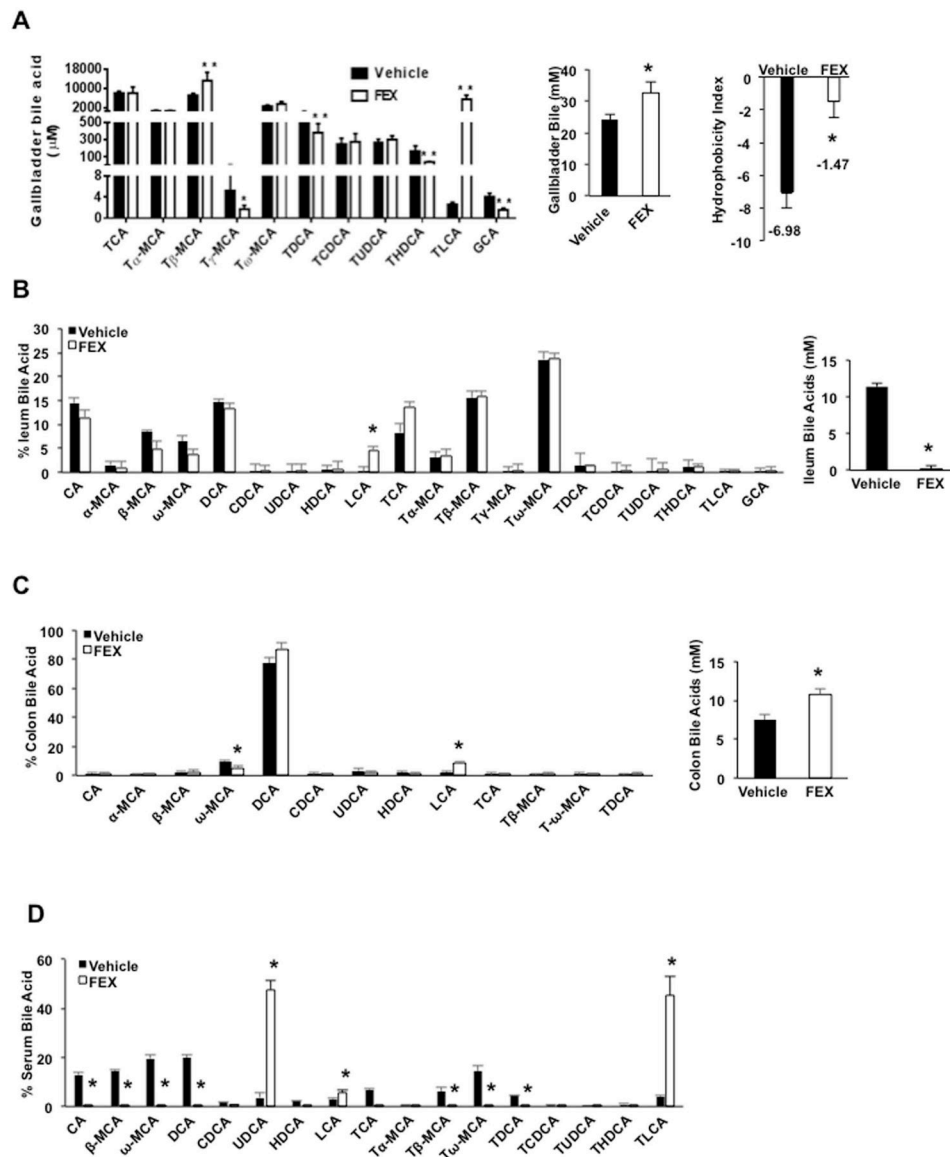 A
18000
10000
2000
500
300
100
8
4
0
Gallbladder bile acid
(μM)
Vehicle
FEX
* *
*
* *
* *
* *
* *
TCA
Tα-MCA
Tβ-MCA
Tγ-MCA
Tω-MCA
TDCA
TCDCA
TUDCA
THDCA
TLCA
GCA
Gallbladder Bile (mM)
40
30
20
10
0
*
Vehicle
FEX
Hydrophobicity Index
0
-2
-4
-6
-8
-10
Vehicle
FEX
*
-1.47
-6.98
B
% Ieum Bile Acid
30
25
20
15
10
5
0
Vehicle
FEX
*
CA
α-MCA
β-MCA
ω-MCA
DCA
CDCA
UDCA
HDCA
LCA
TCA
Tα-MCA
Tβ-MCA
Tγ-MCA
Tω-MCA
TDCA
TCDCA
TUDCA
THDCA
TLCA
GCA
Ileum Bile Acids (mM)
15
10
5
0
*
Vehicle
FEX
C
% Colon Bile Acid
100
80
60
40
20
0
Vehicle
FEX
*
*
CA
α-MCA
β-MCA
ω-MCA
DCA
CDCA
UDCA
HDCA
LCA
TCA
Tβ-MCA
T-ω-MCA
TDCA
Colon Bile Acids (mM)
15
10
5
0
*
Vehicle
FEX
D
% Serum Bile Acid
60
40
20
0
Vehicle
FEX
*
*
*
*
*
*
*
*
*
*
CA
β-MCA
ω-MCA
DCA
CDCA
UDCA
HDCA
LCA
TCA
Tα-MCA
Tβ-MCA
Tω-MCA
TDCA
TCDCA
TUDCA
THDCA
TLCA